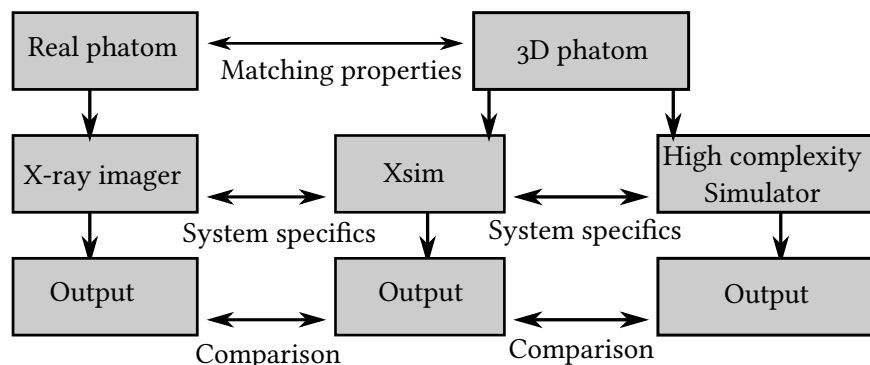 Real phatom
3D phatom
Matching properties
X-ray imager
Xsim
High complexity
Simulator
System specifics
System specifics
Output
Output
Output
Comparison
Comparison